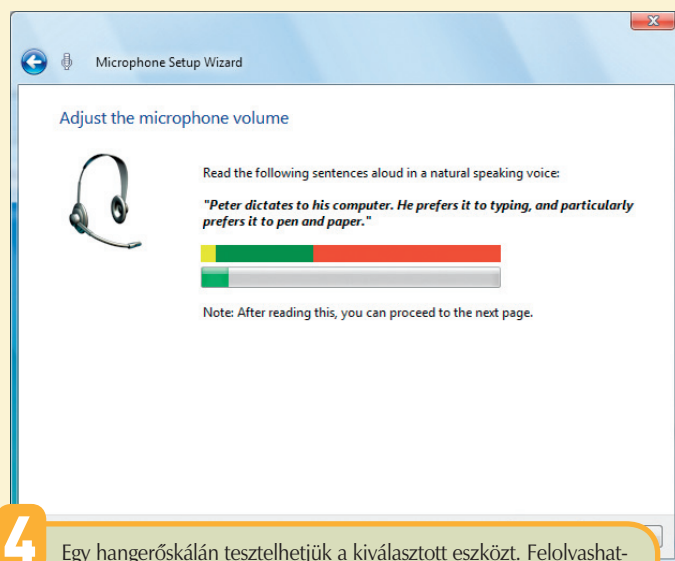 X
Microphone Setup Wizard
Adjust the microphone volume
Read the following sentences aloud in a natural speaking voice:
"Peter dictates to his computer. He prefers it to typing, and particularly
prefers it to pen and paper."
Note: After reading this, you can proceed to the next page.
4
Egy hangerőskálán tesztelhetjük a kiválasztott eszközt. Felolvashat-